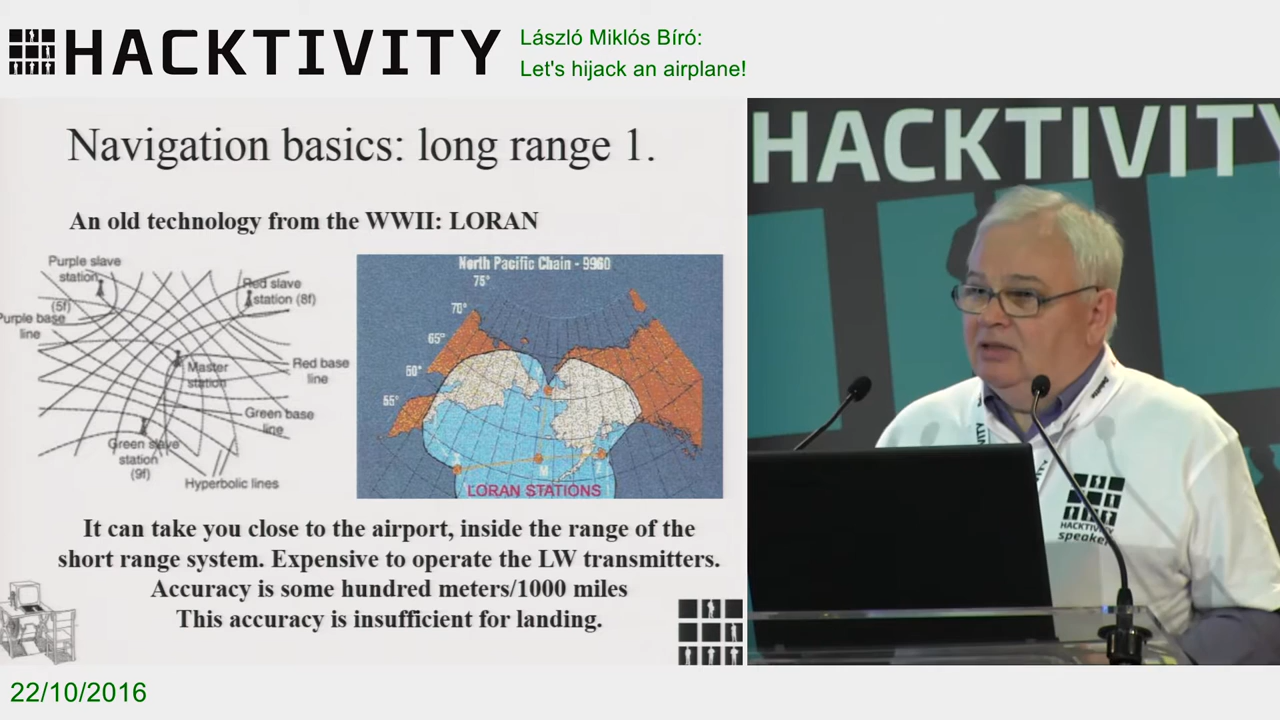 HACKTIVITY
László Miklós Bíró:
Let's hijack an airplane!
Navigation basics: long range 1.
An old technology from the WWII: LORAN
Purple slave
station
(5f)
Purple base
line
Red slave
station (8f)
Master
station
Red base
line
Green base
line
Green slave
station
(9f)
Hyperbolic lines
North Pacific Chain - 9960
75°
70°
65°
60°
55°
M
LORAN STATIONS
It can take you close to the airport, inside the range of the
short range system. Expensive to operate the LW transmitters.
Accuracy is some hundred meters/1000 miles
This accuracy is insufficient for landing.
HACKTIVITY
HACKTIVITY
speaker
22/10/2016